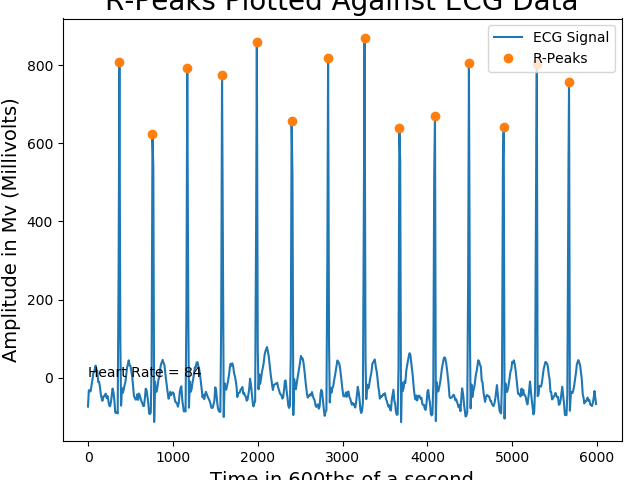 R-Peaks Plotted Against ECG Data
ECG Signal
R-Peaks
Amplitude in Mv (Millivolts)
800
600
400
200
0
Heart Rate = 84
0 1000 2000 3000 4000 5000 6000
Time in 600ths of a second